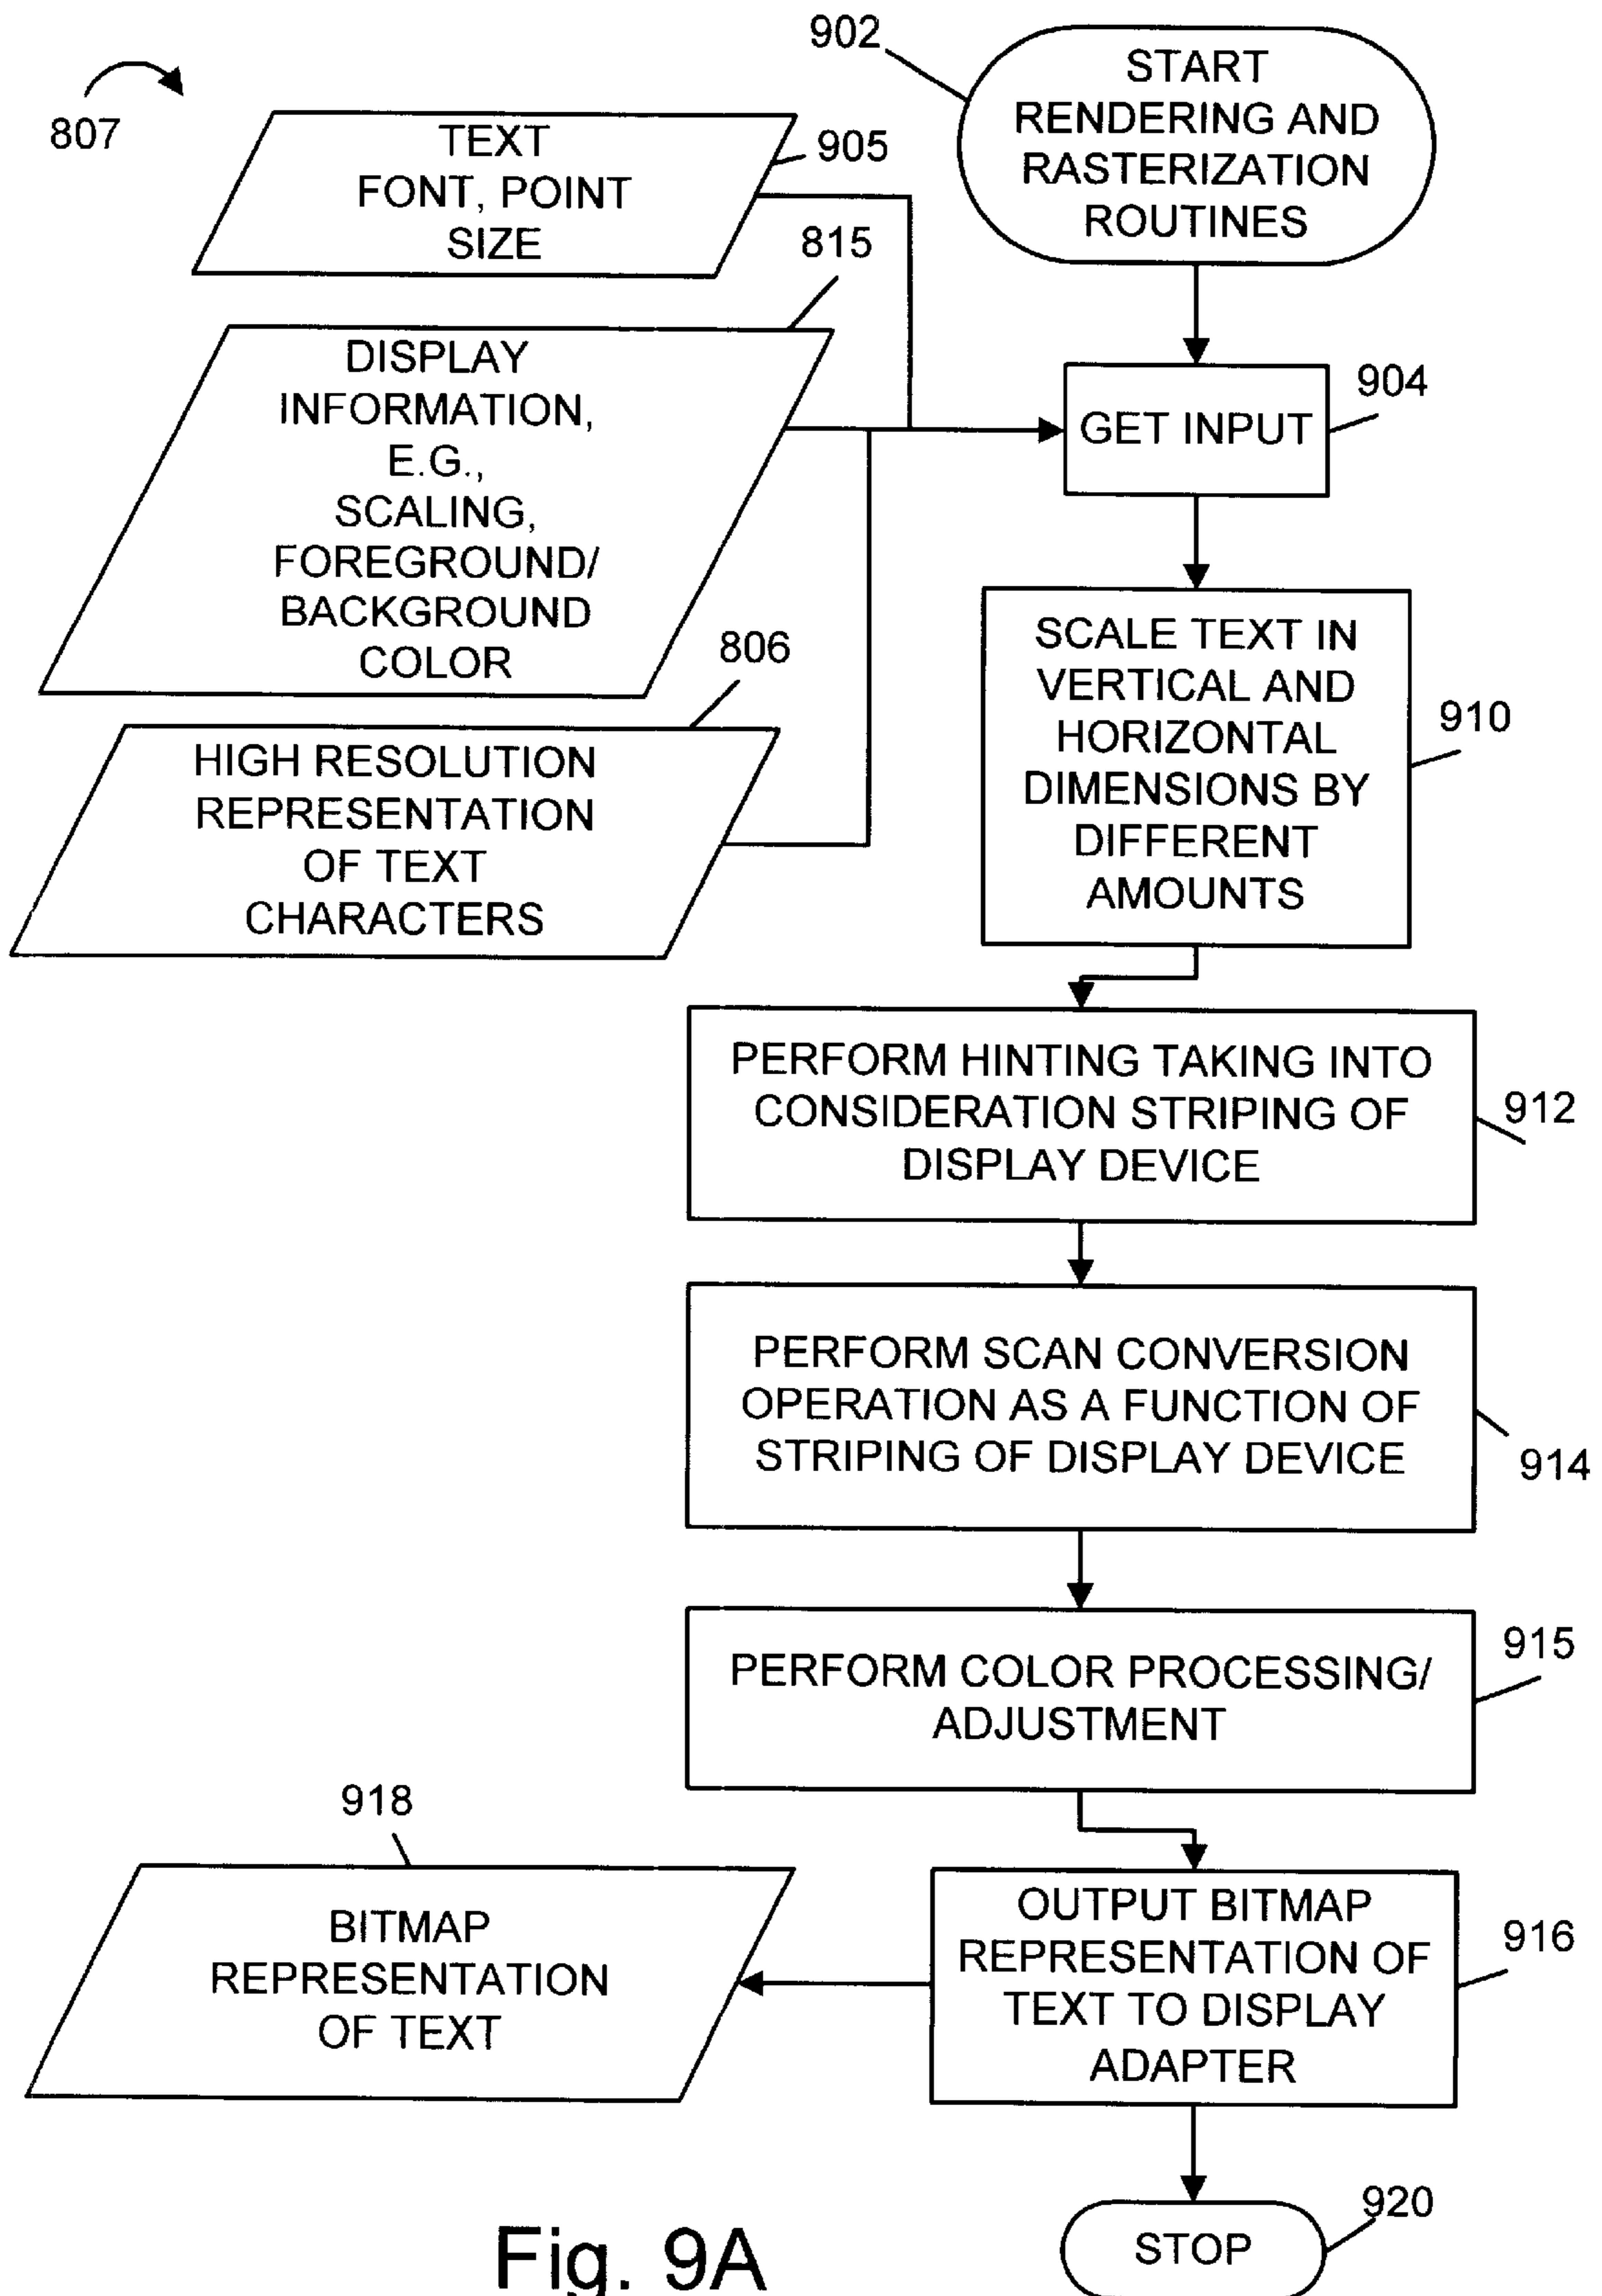 902
START
RENDERING AND
RASTERIZATION
ROUTINES
807
TEXT
FONT, POINT
SIZE
905
815
DISPLAY
INFORMATION,
E.G.,
SCALING,
FOREGROUND/
BACKGROUND
COLOR
GET INPUT
904
806
HIGH RESOLUTION
REPRESENTATION
OF TEXT
CHARACTERS
SCALE TEXT IN
VERTICAL AND
HORIZONTAL
DIMENSIONS BY
DIFFERENT
AMOUNTS
910
PERFORM HINTING TAKING INTO
CONSIDERATION STRIPING OF
DISPLAY DEVICE
912
PERFORM SCAN CONVERSION
OPERATION AS A FUNCTION OF
STRIPING OF DISPLAY DEVICE
914
PERFORM COLOR PROCESSING/
ADJUSTMENT
915
918
BITMAP
REPRESENTATION
OF TEXT
OUTPUT BITMAP
REPRESENTATION OF
TEXT TO DISPLAY
ADAPTER
916
STOP
920
Fig. 9A